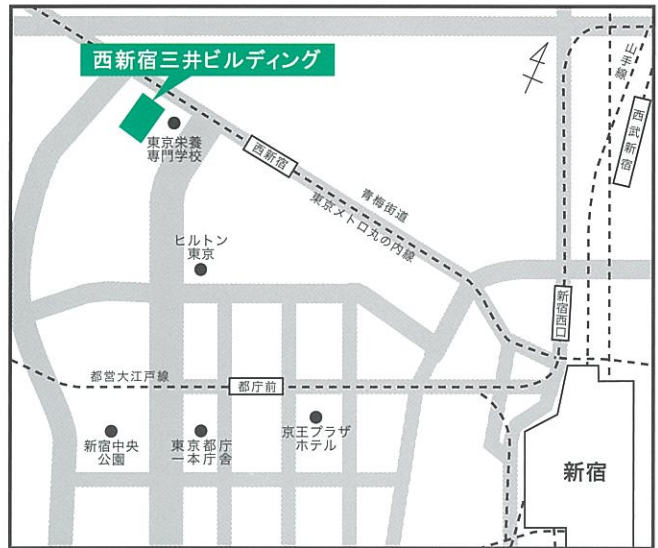 西新宿三井ビルディング
山手線
西武新宿
東京栄養
専門学校
西新宿
青梅街道
東京メトロ丸の内線
ヒルトン
東京
新宿西口
都営大江戸線
都庁前
新宿中央
公園
東京都庁
一本庁舎
京王プラザ
ホテル
新宿